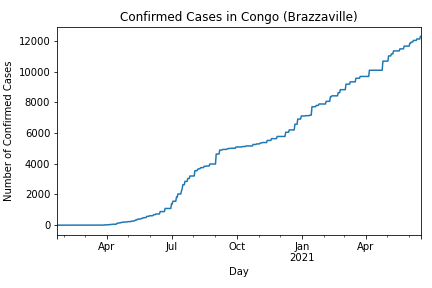 Confirmed Cases in Congo (Brazzaville)
Number of Confirmed Cases
12000
10000
8000
6000
4000
2000
0
Apr
Jul
Oct
Jan
2021
Apr
Day